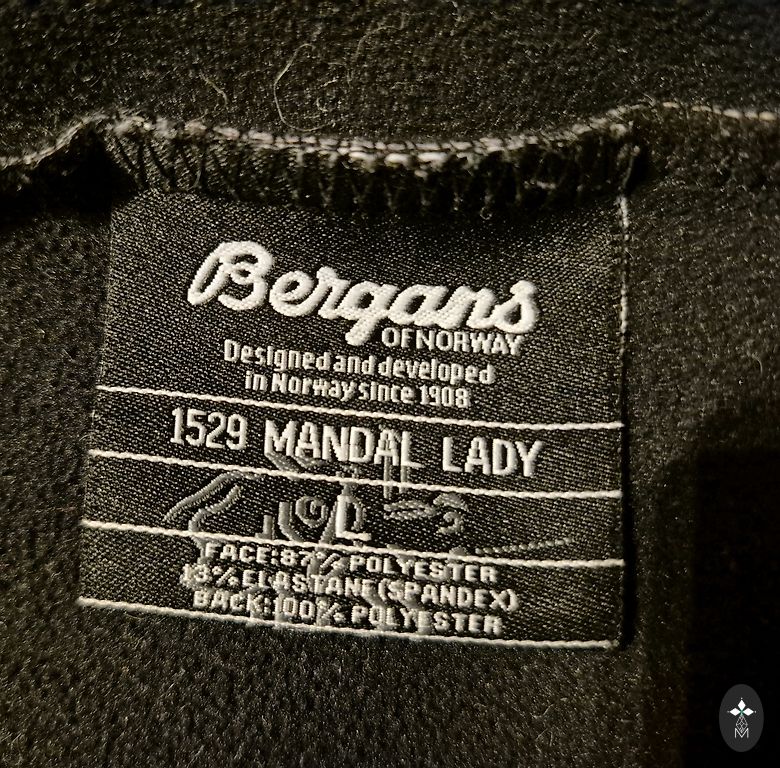 Bergans
OF NORWAY
Designed and developed
in Norway since 1908
1529 MANDAL LADY
L
FACE:87% POLYESTER
13% ELASTANE (SPANDEX)
BACK:100% POLYESTER
M